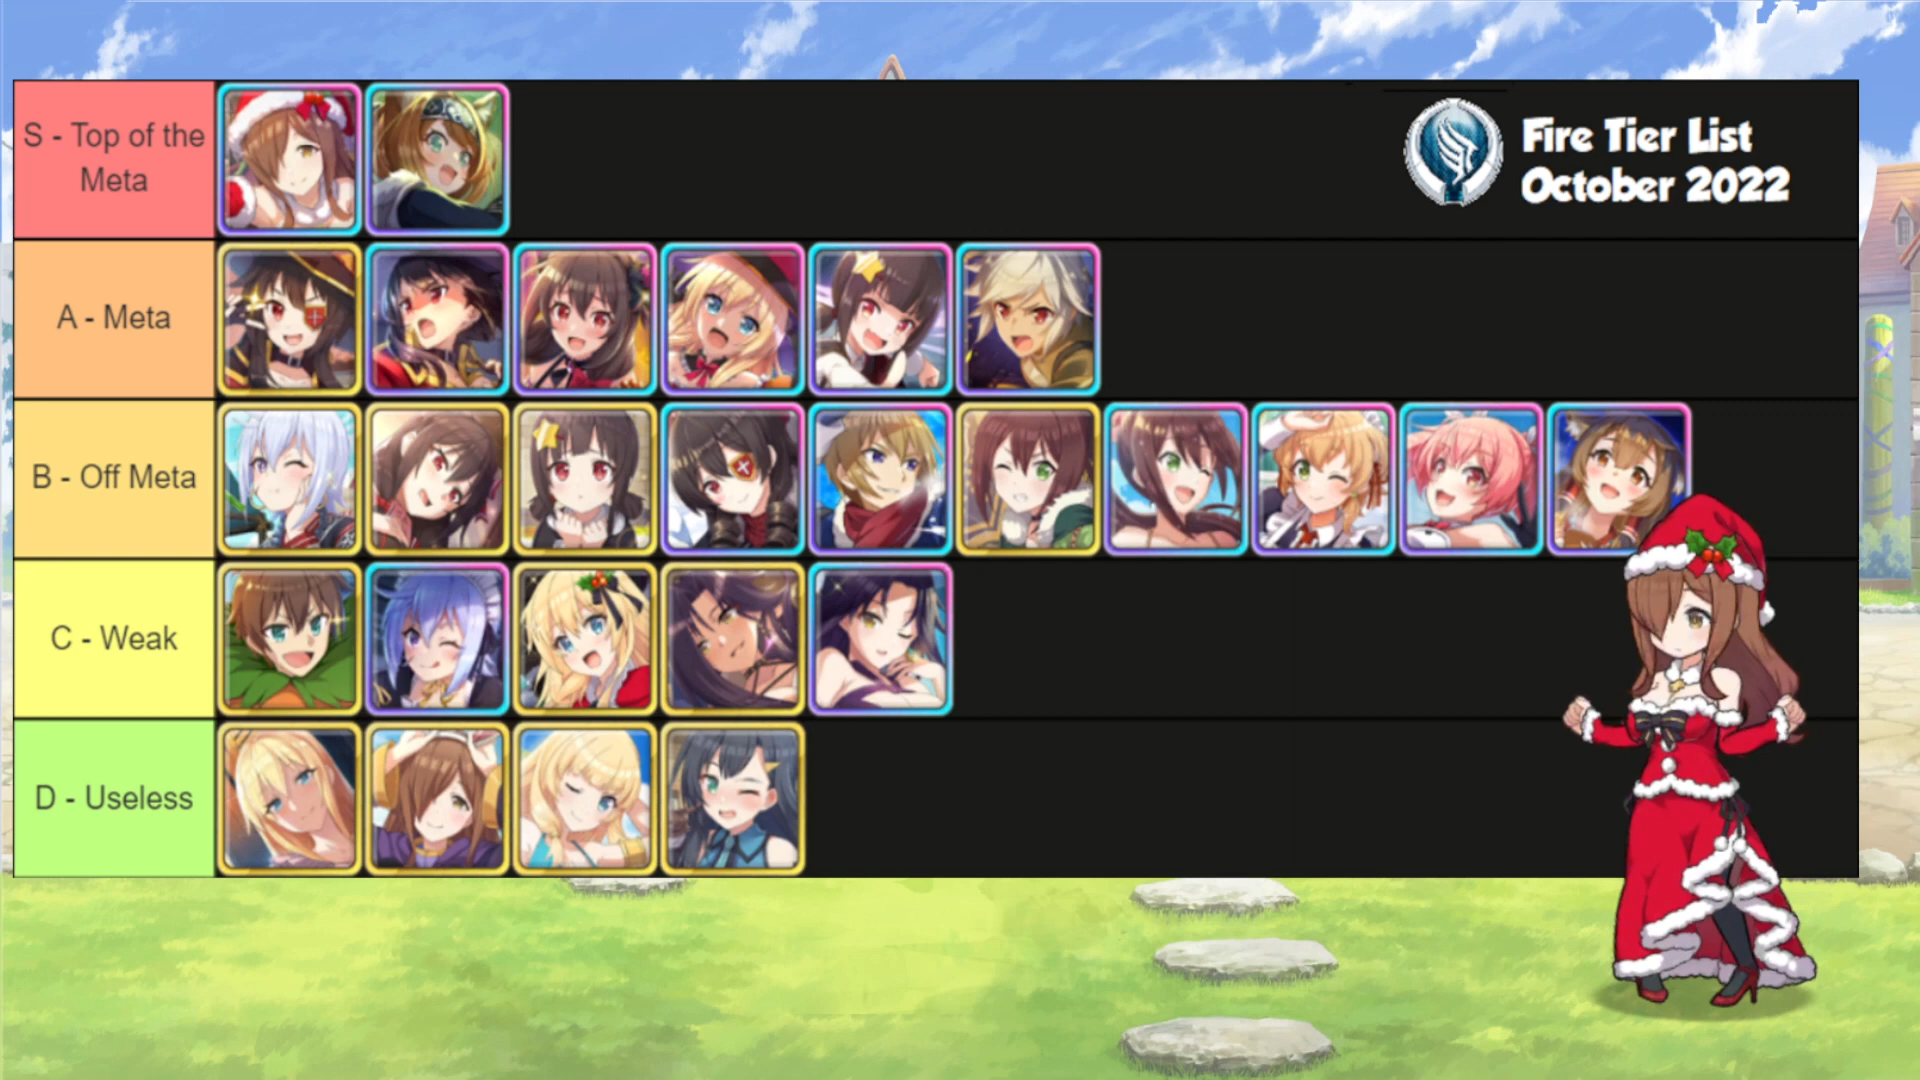 S - Top of the
Meta
Fire Tier List
October 2022
A - Meta
B - Off Meta
C - Weak
D - Useless